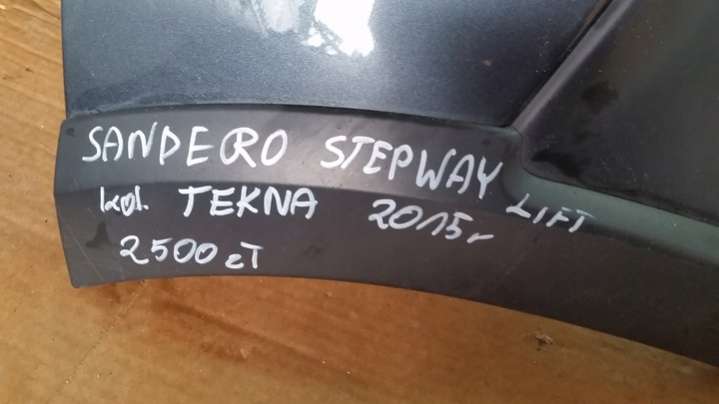 SANDERO STEPWAY LIFT
kol. TEKNA 2015r
2500 zł